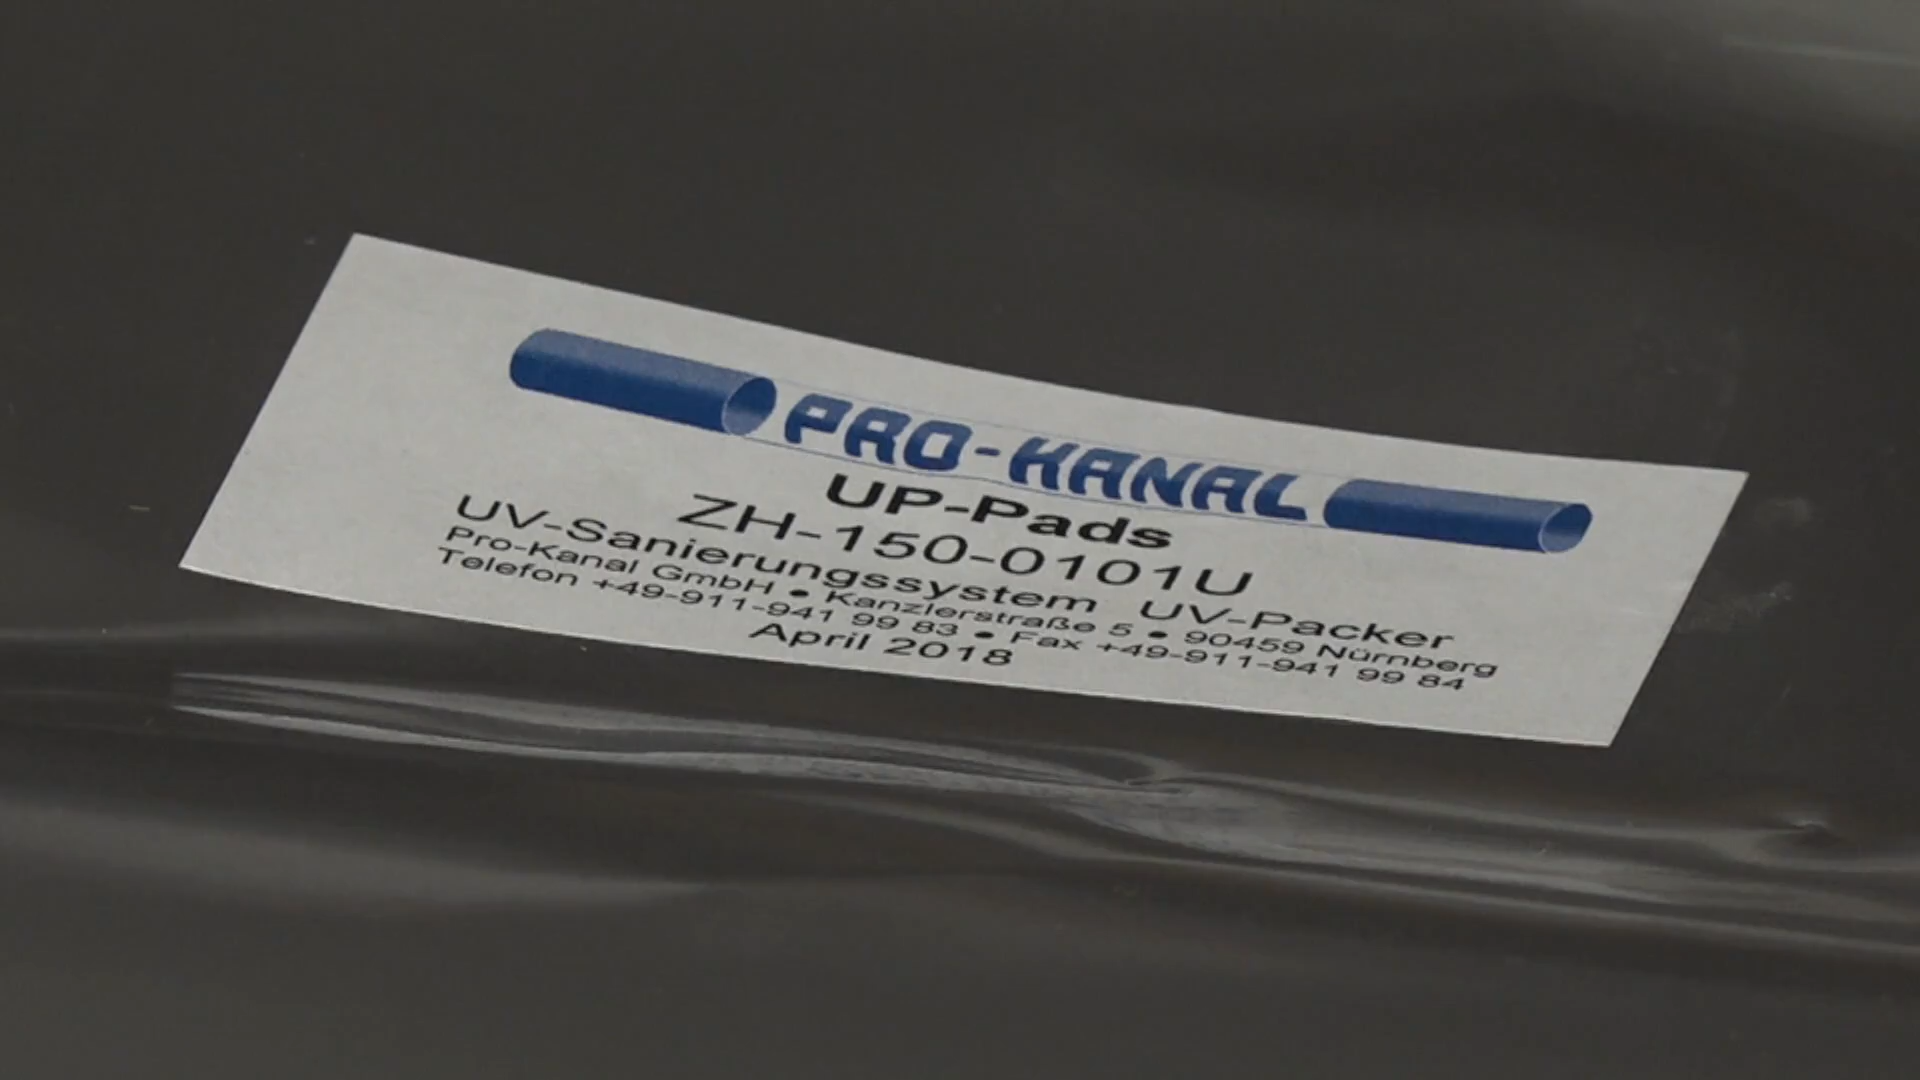 PRO-KANAL
UP-Pads
ZH-150-0101U
UV-Sanierungssystem UV-Packer
Pro-Kanal GmbH • Kanzlerstraße 5 • 90459 Nürnberg
Telefon +49-911-941 99 83 • Fax +49-911-941 99 84
April 2018